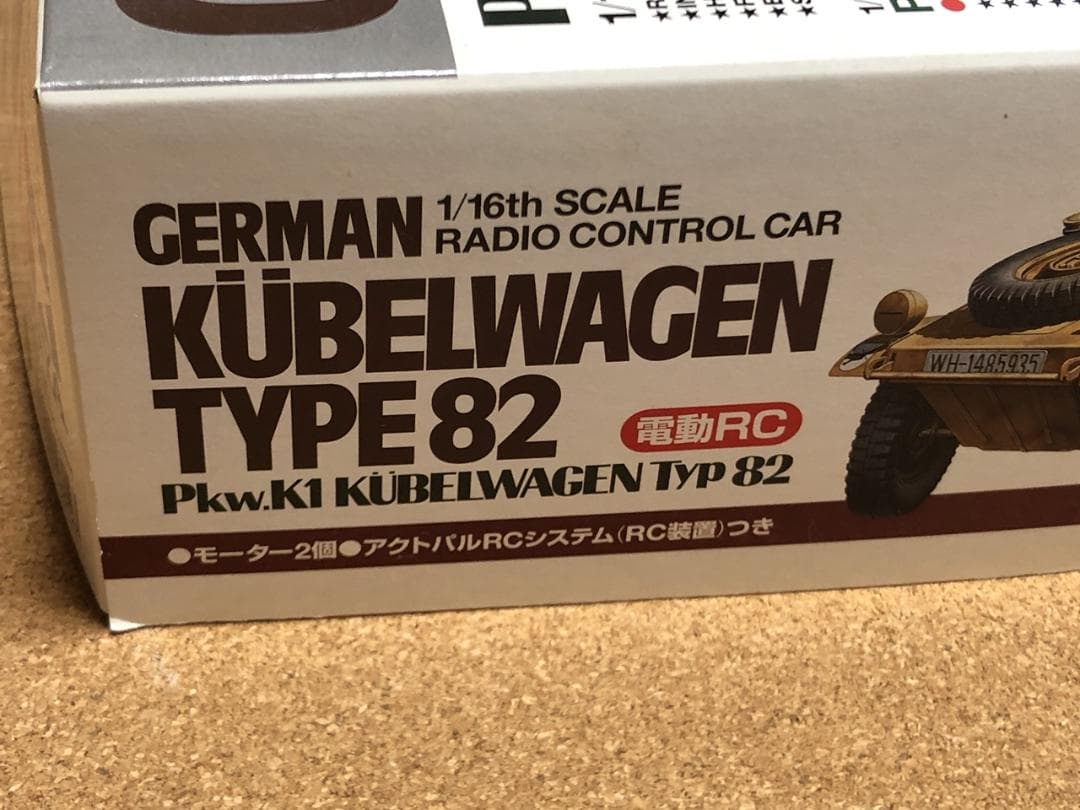 GERMAN
1/16th SCALE
RADIO CONTROL CAR
KÜBELWAGEN
TYPE 82
電動RC
Pkw.K1 KÜBELWAGEN Typ 82
●モーター2個●アクトパルRCシステム(RC装置)つき
WH-1485935